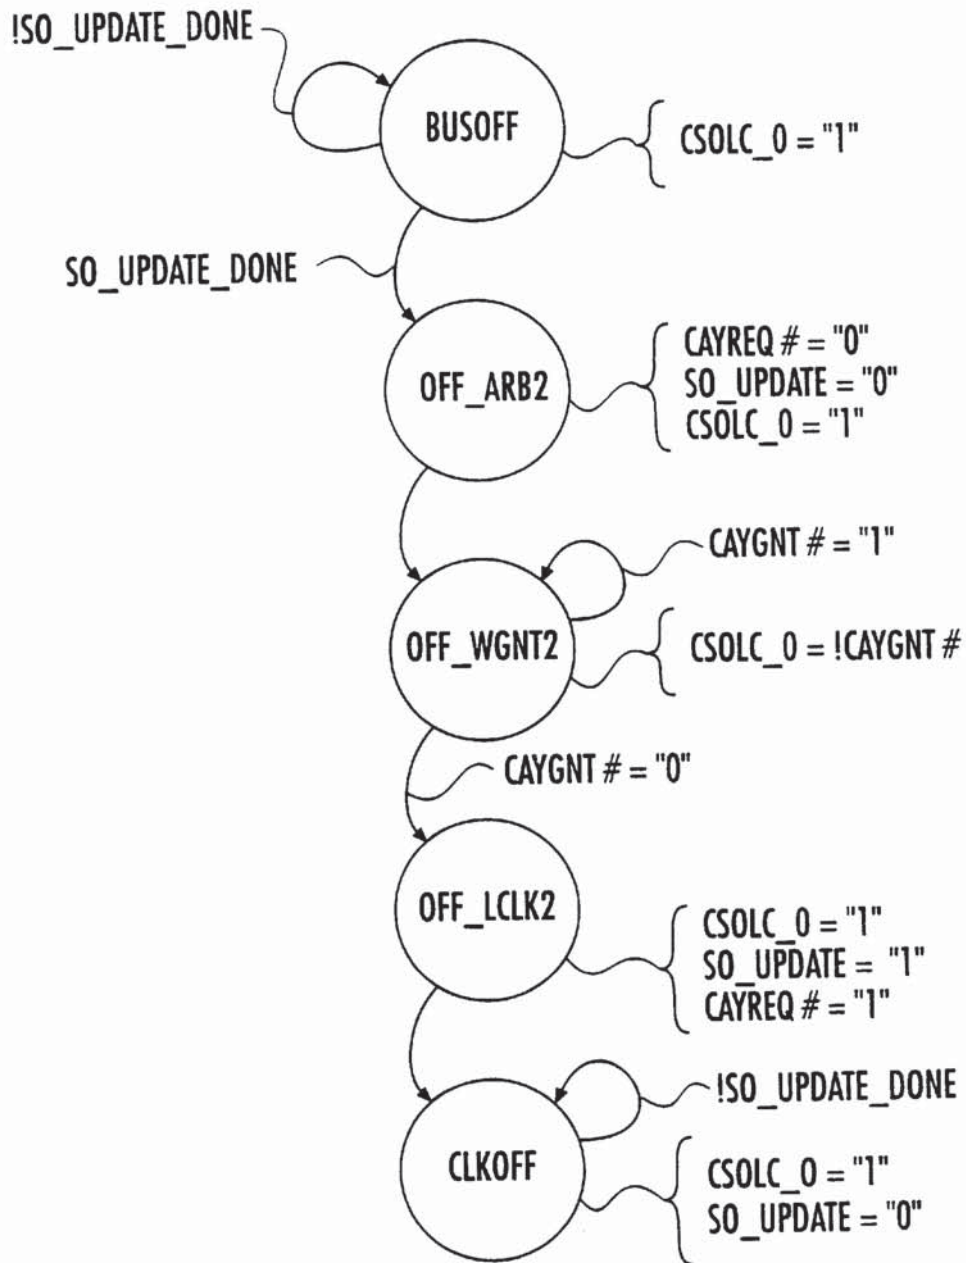 !SO_UPDATE_DONE
BUSOFF
CSOLC_0 = "1"
SO_UPDATE_DONE
OFF_ARB2
CAYREQ # = "0"
SO_UPDATE = "0"
CSOLC_0 = "1"
CAYGNT # = "1"
OFF_WGNT2
CSOLC_0 = !CAYGNT #
CAYGNT # = "0"
OFF_LCLK2
CSOLC_0 = "1"
SO_UPDATE = "1"
CAYREQ # = "1"
!SO_UPDATE_DONE
CLKOFF
CSOLC_0 = "1"
SO_UPDATE = "0"